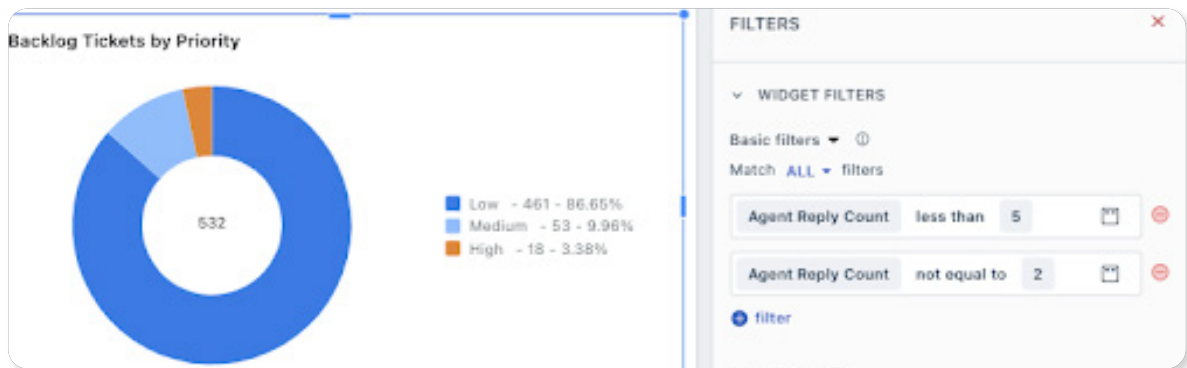 Backlog Tickets by Priority
532
Low - 461 - 86.65%
Medium - 53 - 9.96%
High - 18 - 3.38%
FILTERS
WIDGET FILTERS
Basic filters
Match ALL filters
Agent Reply Count less than 5
Agent Reply Count not equal to 2
filter